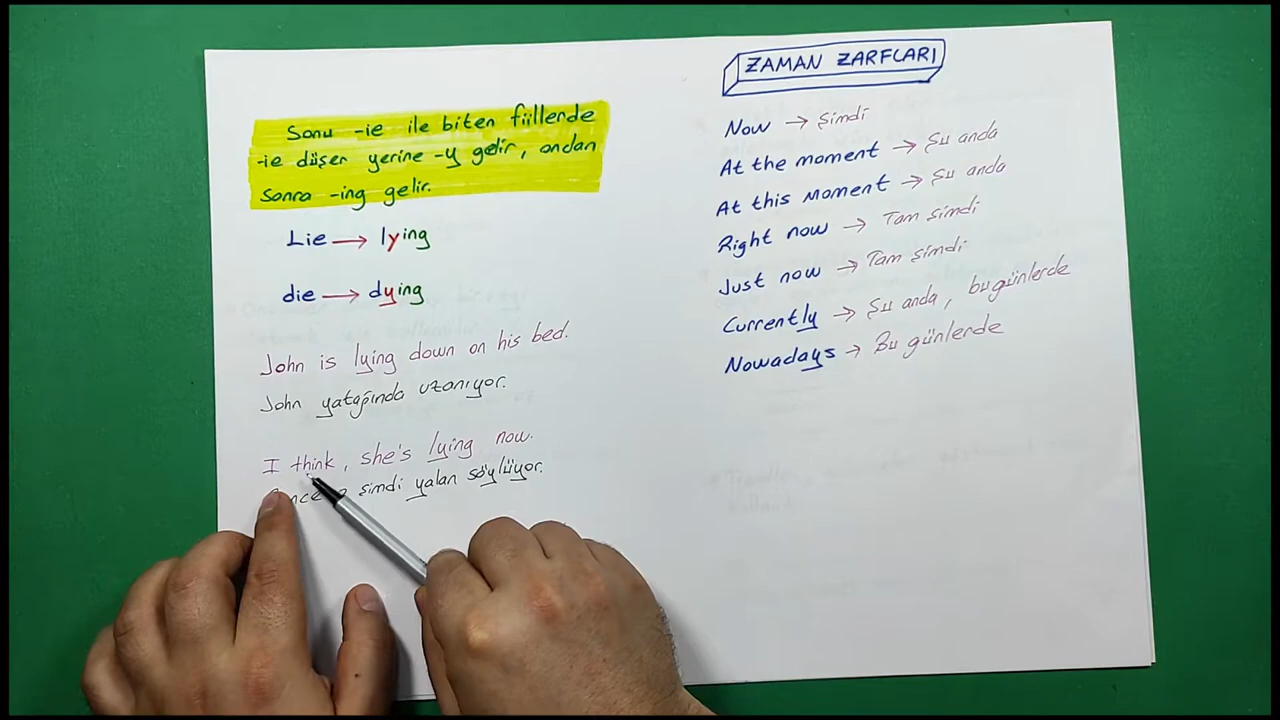 Sonu -ie ile biten fiillerde
-ie düşer yerine -y gelir, ondan
sonra -ing gelir.
Lie → lying
die → dying
John is lying down on his bed.
John yatağında uzanıyor.
I think, she's lying now.
şimdi yalan söylüyor.
ZAMAN ZARFLARI
Now → şimdi
At the moment → şu anda
At this moment → şu anda
Right now → Tam şimdi
Just now → Tam şimdi
Currently → şu anda, bugünlerde
Nowadays → Bu günlerde